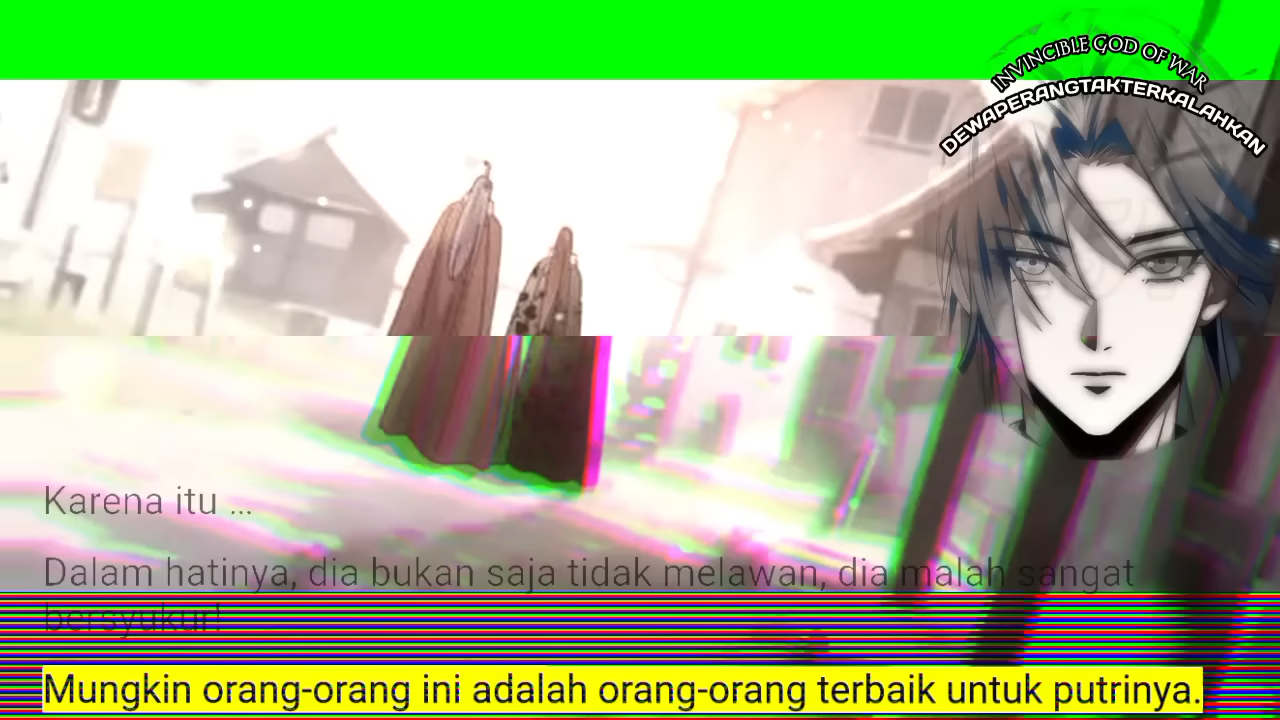 INVINCIBLE GOD OF WAR
DEWAPERANGTAKTERKALAHKAN
Karena itu ...
Dalam hatinya, dia bukan saja tidak melawan, dia malah sangat
bersyukur!
Mungkin orang-orang ini adalah orang-orang terbaik untuk putrinya.